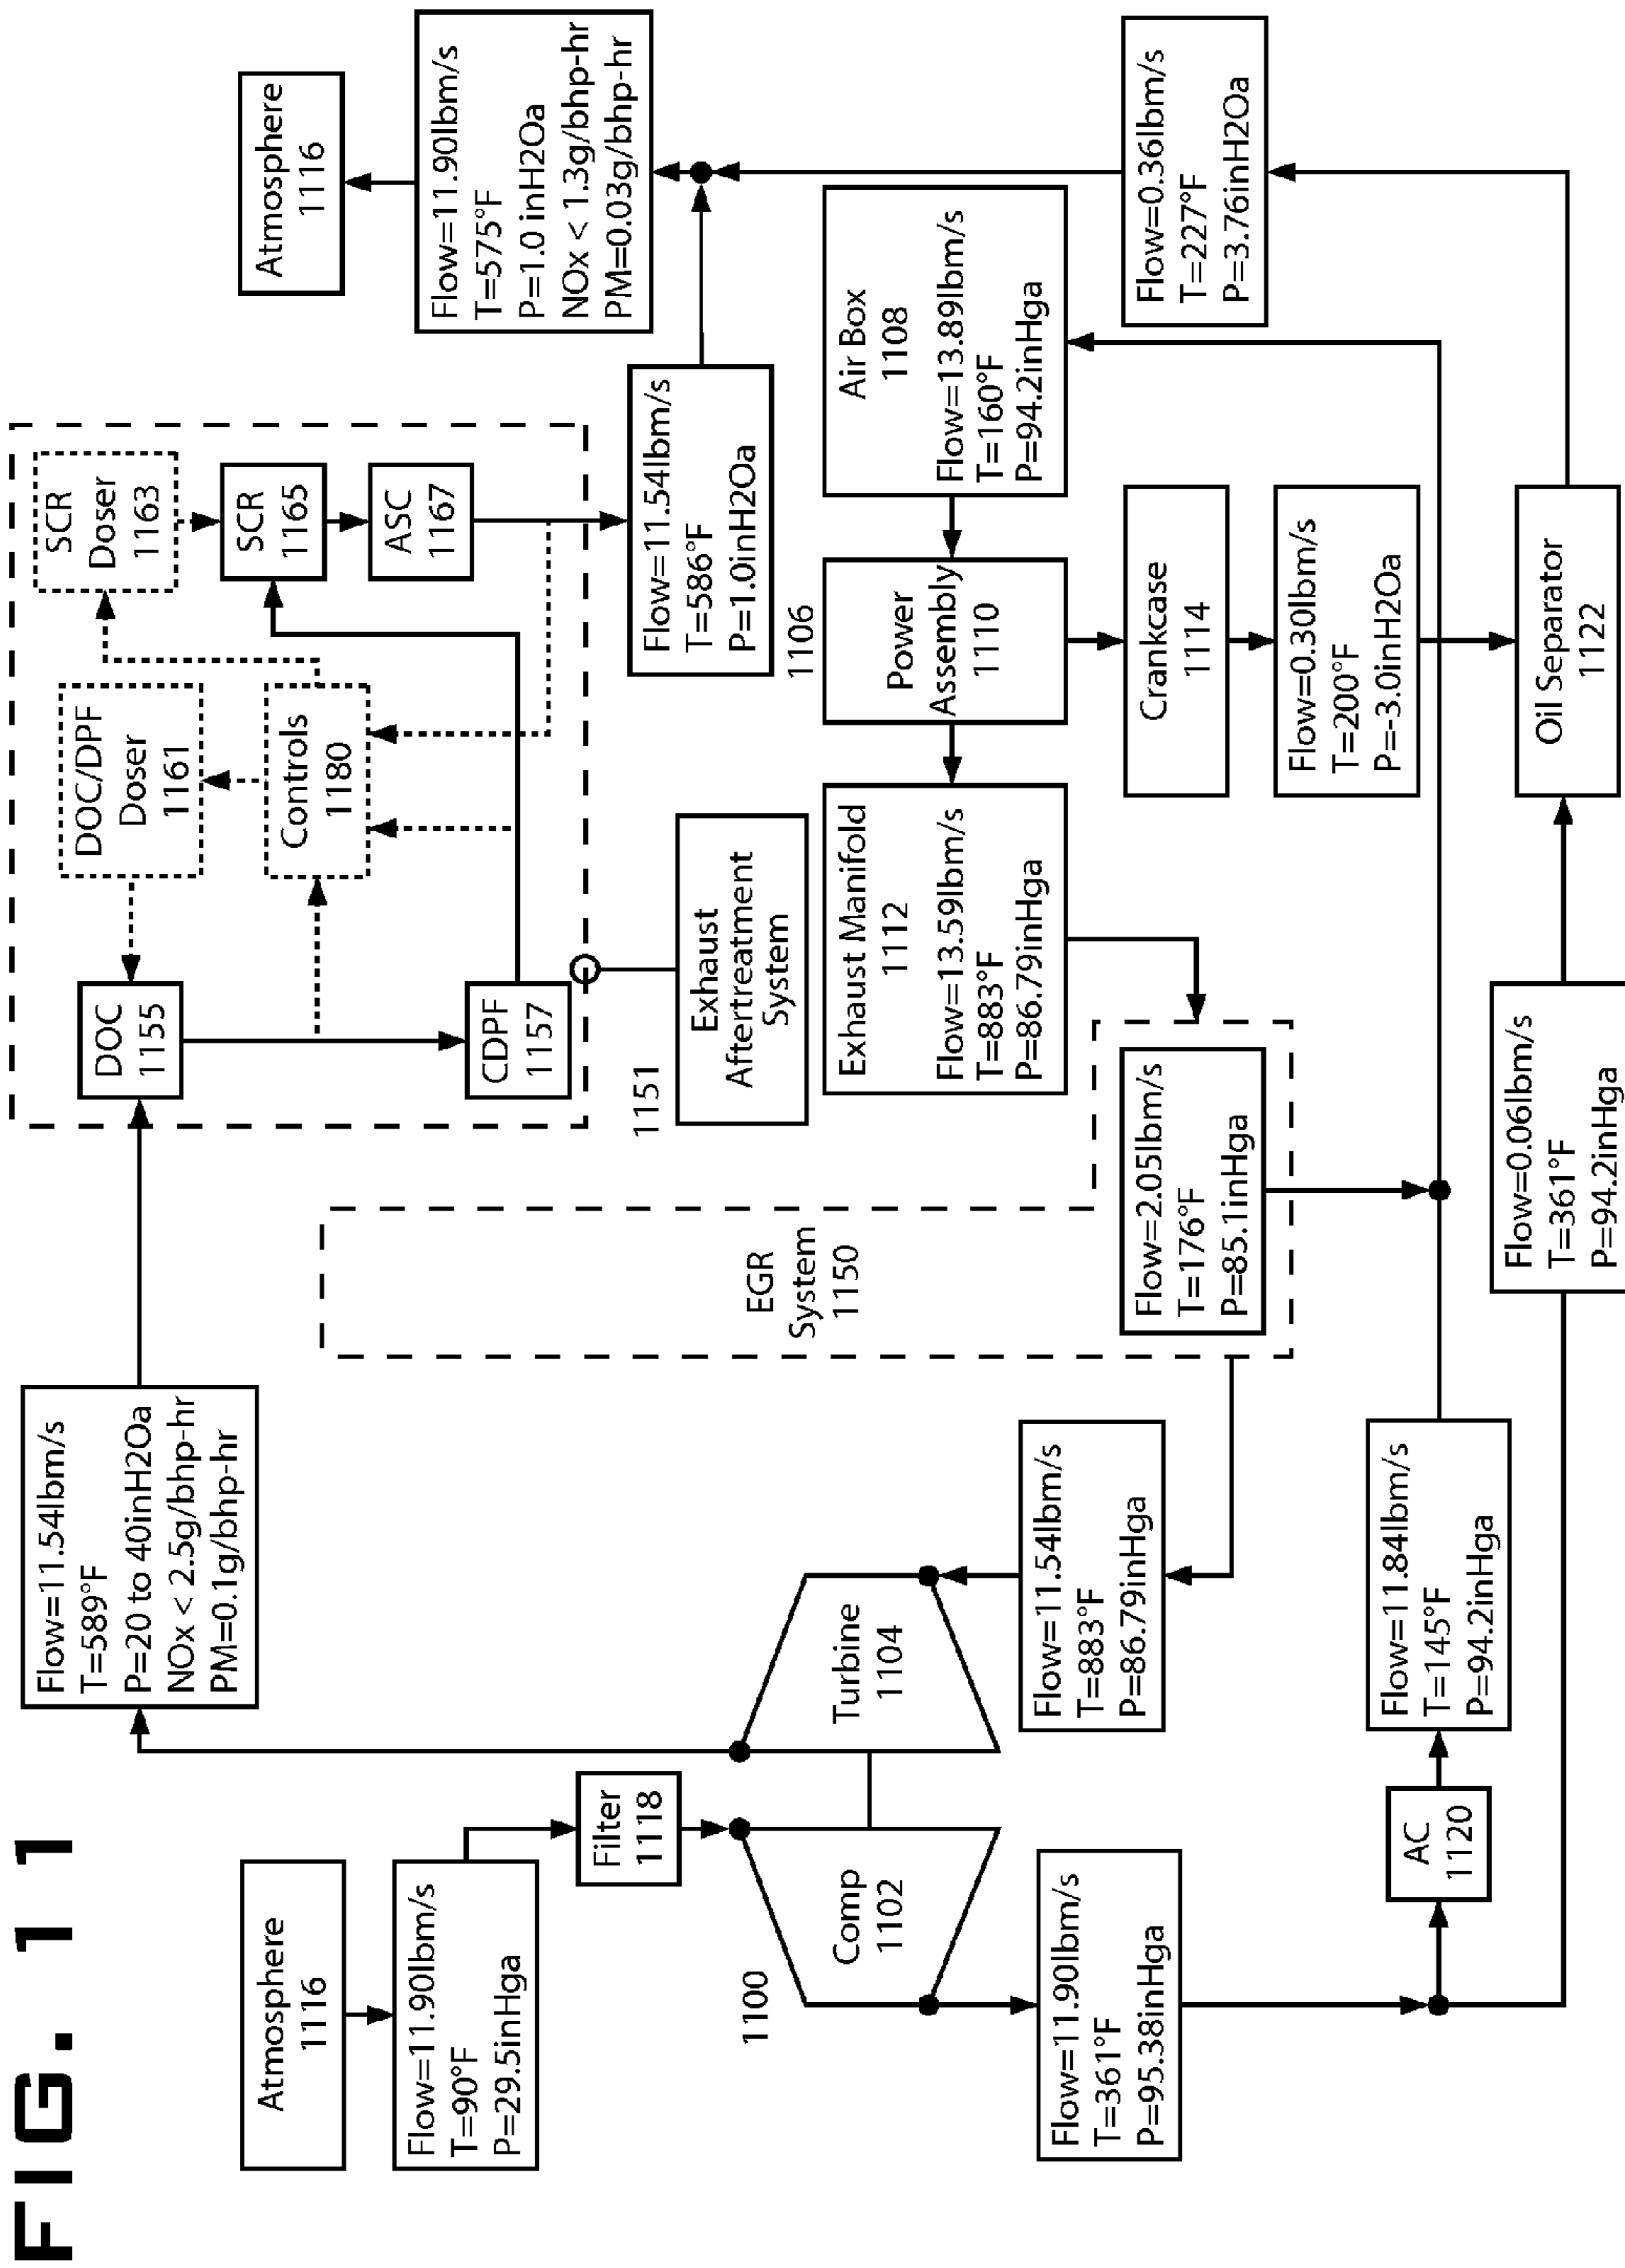 FIG. 11
Atmosphere
1116
Flow=11.90lbm/s
T=90°F
P=29.5inHga
Filter
1118
1100
Comp
1102
Turbine
1104
Flow=11.90lbm/s
T=361°F
P=95.38inHga
AC
1120
Flow=11.84lbm/s
T=145°F
P=94.2inHga
Flow=11.54lbm/s
T=883°F
P=86.79inHga
Flow=11.54lbm/s
T=589°F
P=20 to 40inH2Oa
NOx < 2.5g/bhp-hr
PM=0.1g/bhp-hr
EGR
System
1150
Flow=2.05lbm/s
T=176°F
P=85.1inHga
Flow=0.06lbm/s
T=361°F
P=94.2inHga
DOC
1155
CDPF
1157
DOC/DPF
Doser
1161
Controls
1180
SCR
Doser
1163
SCR
1165
ASC
1167
1151
Exhaust
Aftertreatment
System
Exhaust Manifold
1112
Flow=13.59lbm/s
T=883°F
P=86.79inHga
1106
Power
Assembly
1110
Air Box
1108
Flow=13.89lbm/s
T=160°F
P=94.2inHga
Crankcase
1114
Flow=0.30lbm/s
T=200°F
P=-3.0inH2Oa
Oil Separator
1122
Flow=0.36lbm/s
T=227°F
P=3.76inH2Oa
Flow=11.54lbm/s
T=586°F
P=1.0inH2Oa
Flow=11.90lbm/s
T=575°F
P=1.0 inH2Oa
NOx < 1.3g/bhp-hr
PM=0.03g/bhp-hr
Atmosphere
1116